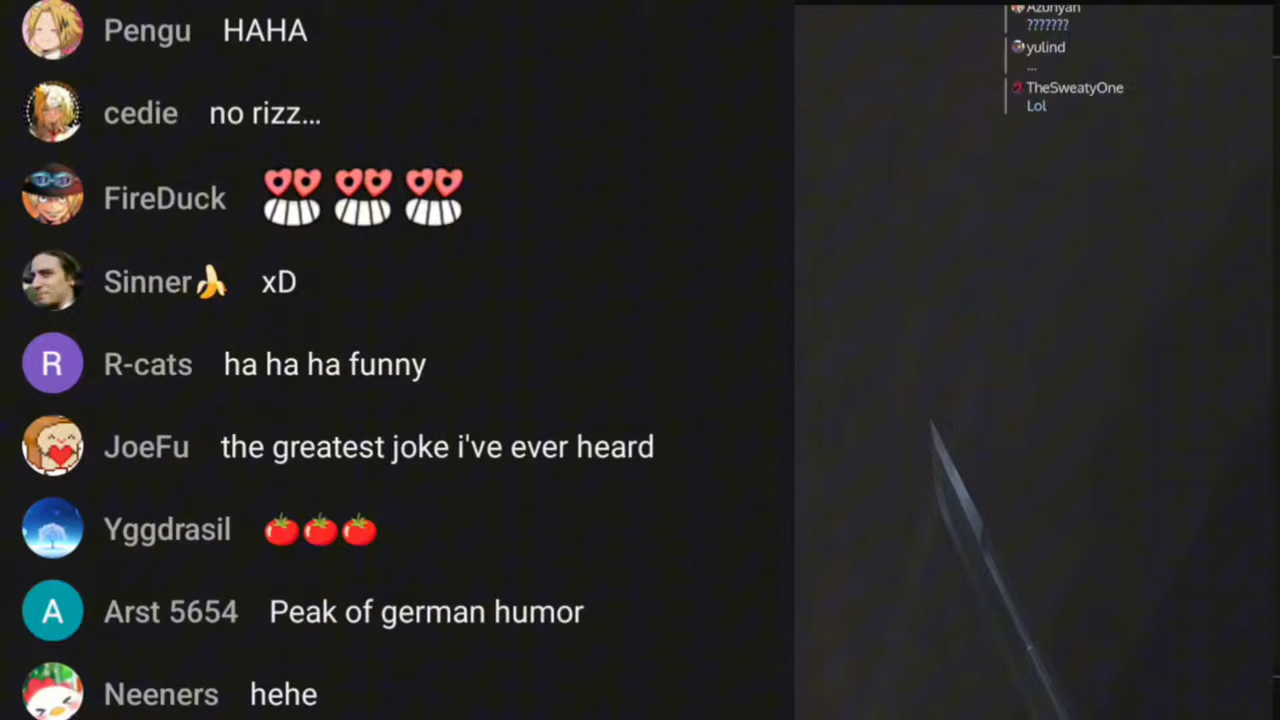 Pengu HAHA
cedie no rizz...
FireDuck
Sinner🍌 xD
R R-cats ha ha ha funny
JoeFu the greatest joke i've ever heard
Yggdrasil 🍅🍅🍅
A Arst 5654 Peak of german humor
Neeners hehe
Azuriyan
???????
yulind
...
TheSweatyOne
Lol